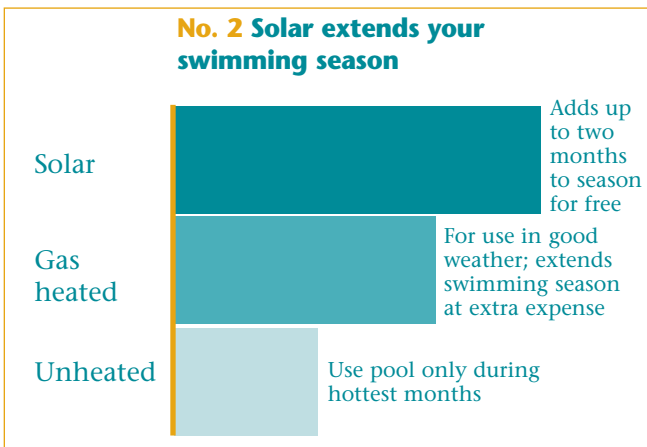 No. 2 Solar extends your
swimming season
Solar
Adds up
to two
months
to season
for free
Gas
heated
For use in good
weather; extends
swimming season
at extra expense
Unheated
Use pool only during
hottest months